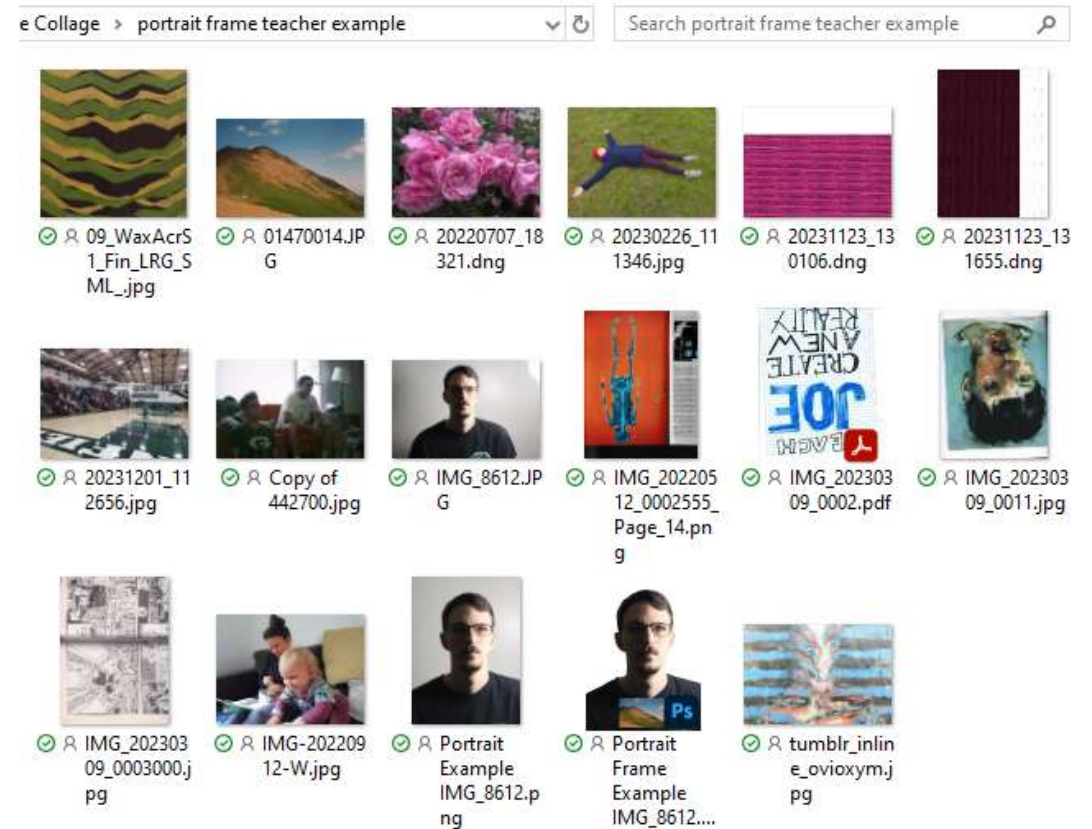 e Collage > portrait frame teacher example
Search portrait frame teacher example
09_WaxAcrS
1_Fin_LRG_S
ML_.jpg
01470014.JP
G
20220707_18
321.dng
20230226_11
1346.jpg
20231123_13
0106.dng
20231123_13
1655.dng
CREATE
A NEW
REALITY
JOE
EACH
20231201_11
2656.jpg
Copy of
442700.jpg
IMG_8612.JP
G
IMG_202205
12_0002555_
Page_14.pn
g
IMG_202303
09_0002.pdf
IMG_202303
09_0011.jpg
Ps
IMG_202303
09_0003000.j
pg
IMG-202209
12-W.jpg
Portrait
Example
IMG_8612.p
ng
Portrait
Frame
Example
IMG_8612....
tumblr_inlin
e_ovioxym.j
pg